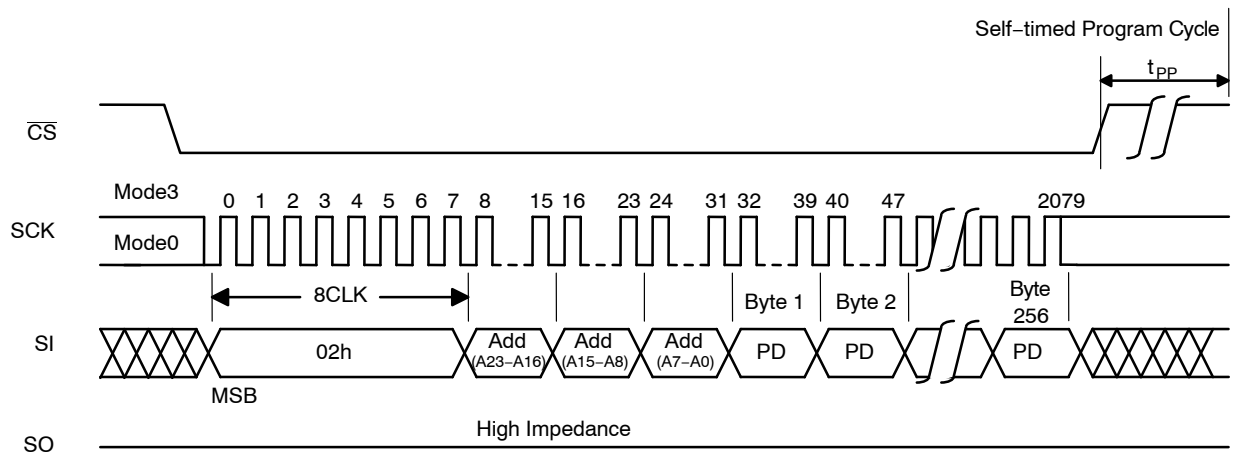 Self−timed Program Cycle
tPP
CS
Mode3
0 1 2 3 4 5 6 7 8 15 16 23 24 31 32 39 40 47 2079
SCK
Mode0
8CLK
Byte 1
Byte 2
Byte
256
SI
02h
Add
(A23−A16)
Add
(A15−A8)
Add
(A7−A0)
PD
PD
PD
MSB
High Impedance
SO